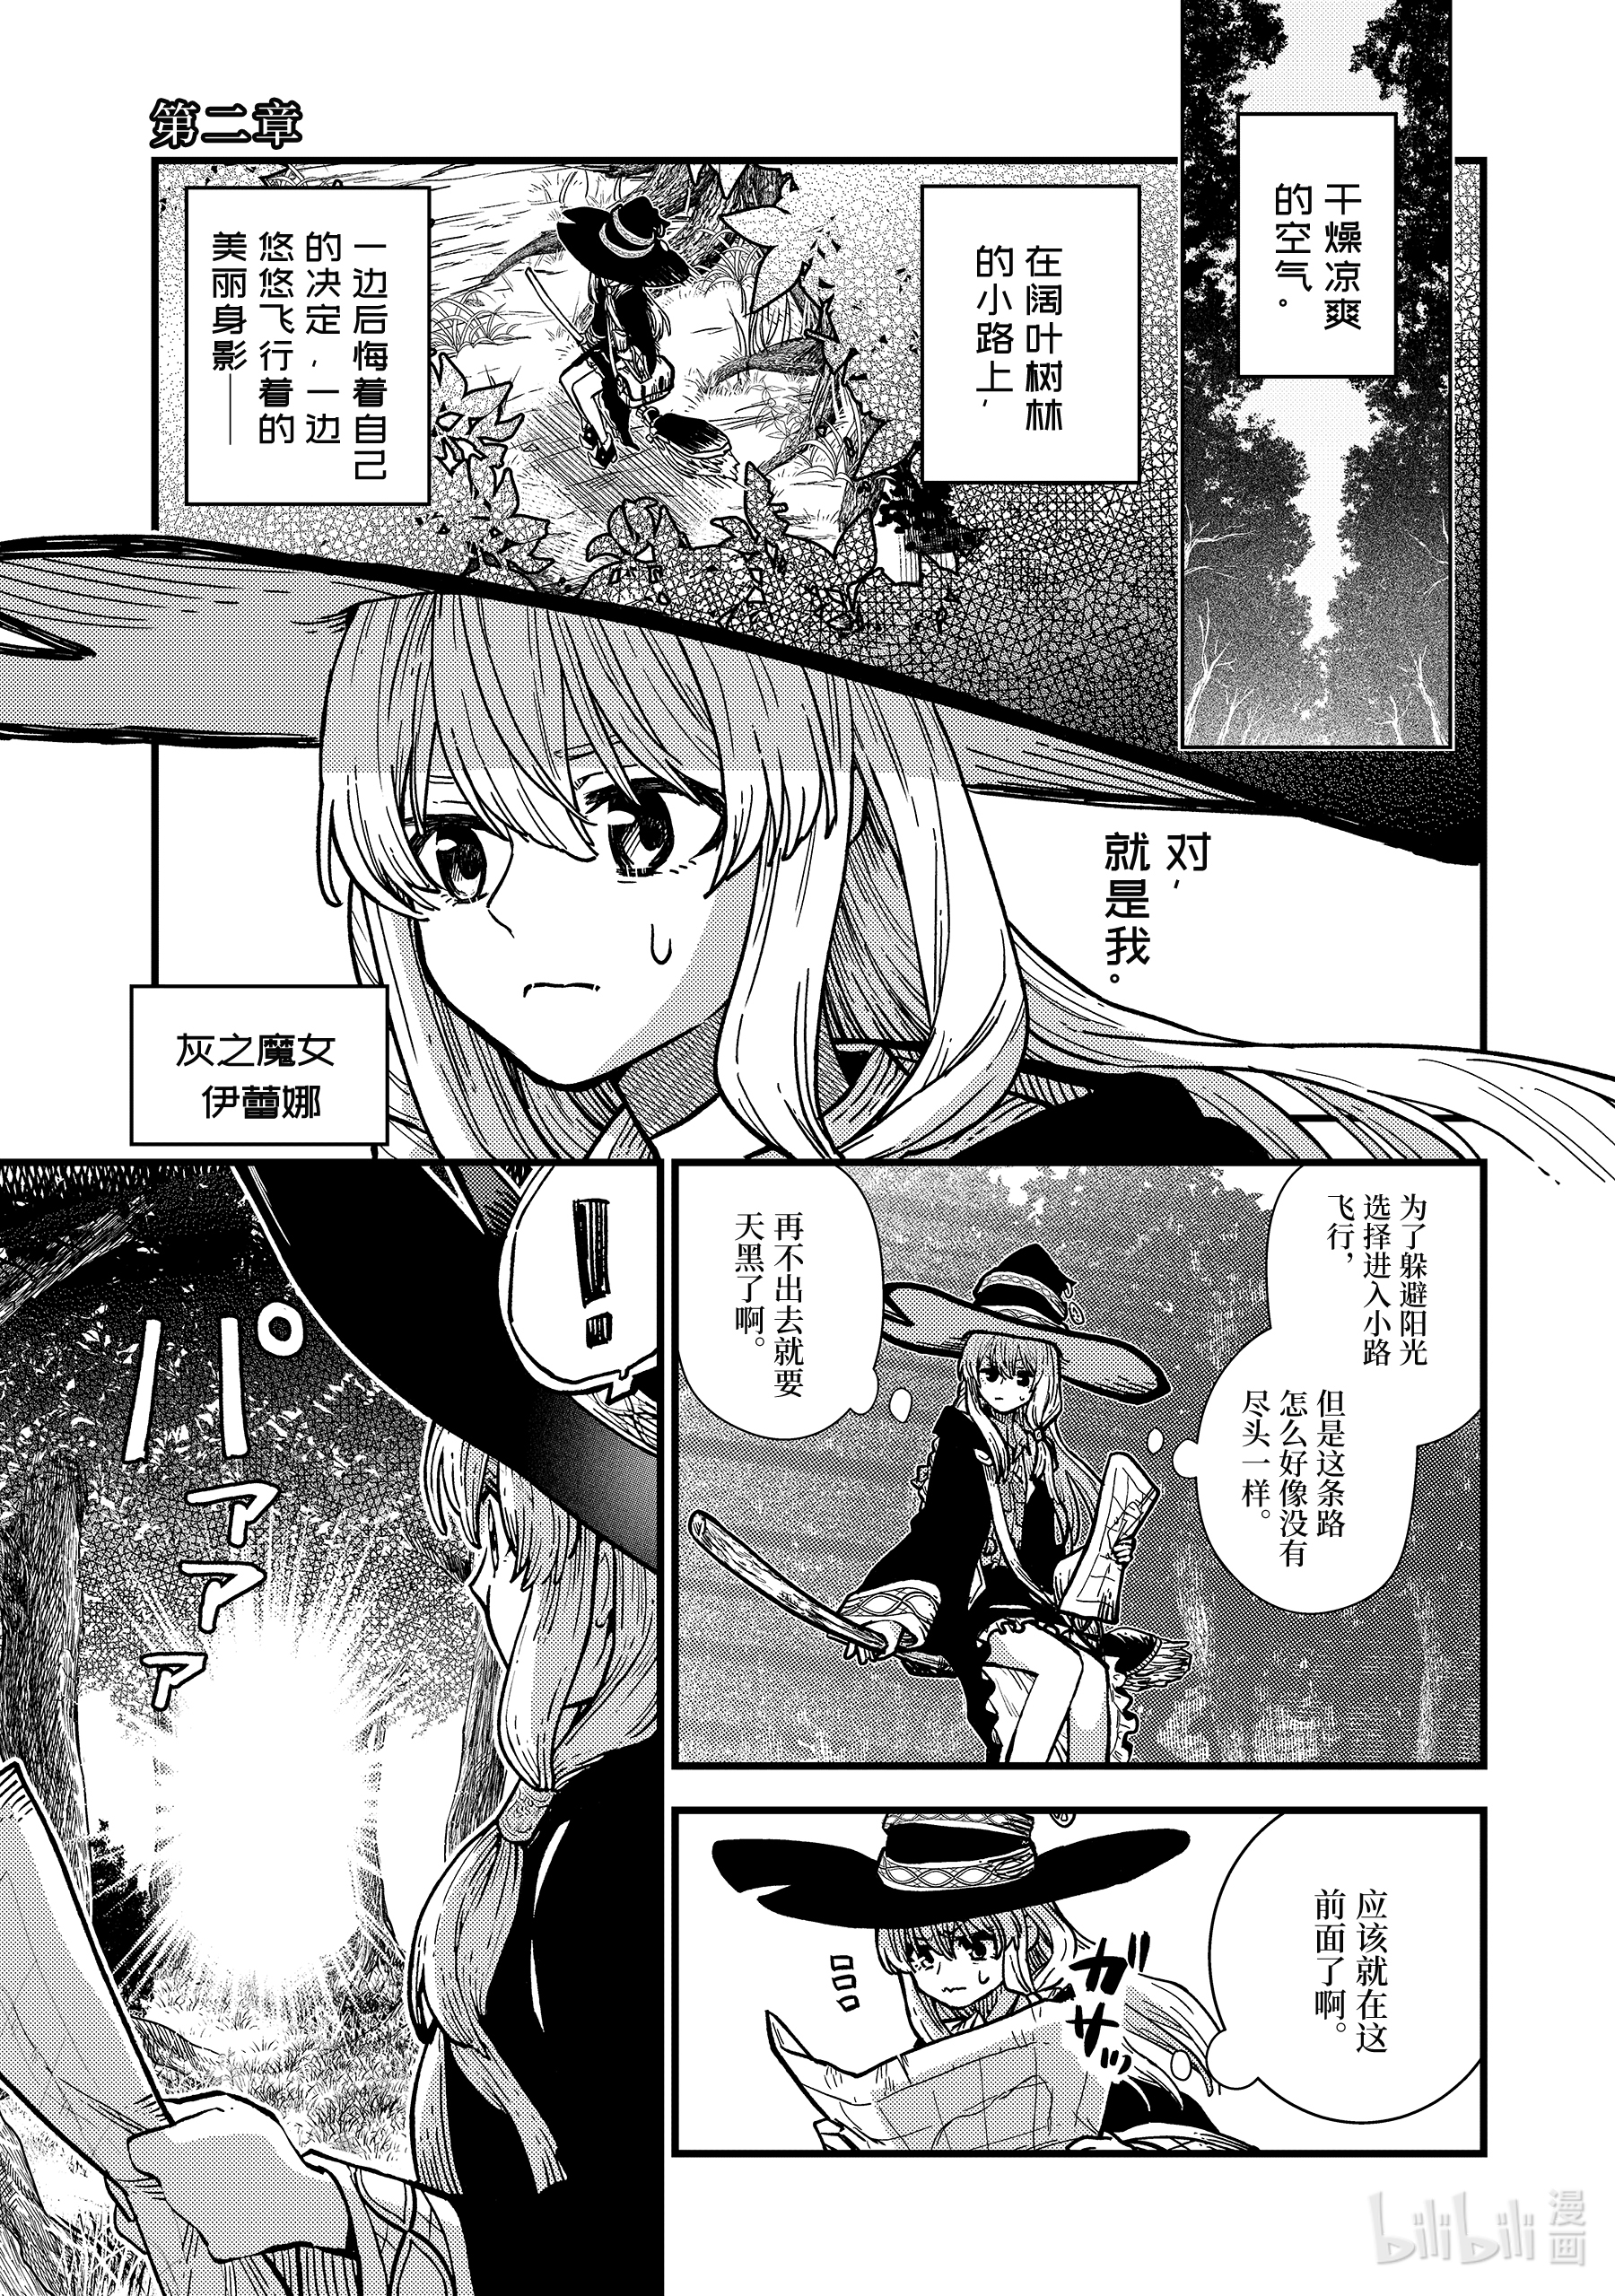 第二章
干燥凉爽
的空气。
在阔叶树林
的小路上，
一边后悔着自己
的决定，一边
悠悠飞行着的
美丽身影——
对，
就是我。
灰之魔女
伊蕾娜
为了躲避阳光
选择进入小路
飞行，
但是这条路
怎么好像没有
尽头一样。
再不出去就要
天黑了啊。
应该就在这
前面了啊。
ガサッ
！
パァァァ
bilibili
漫画